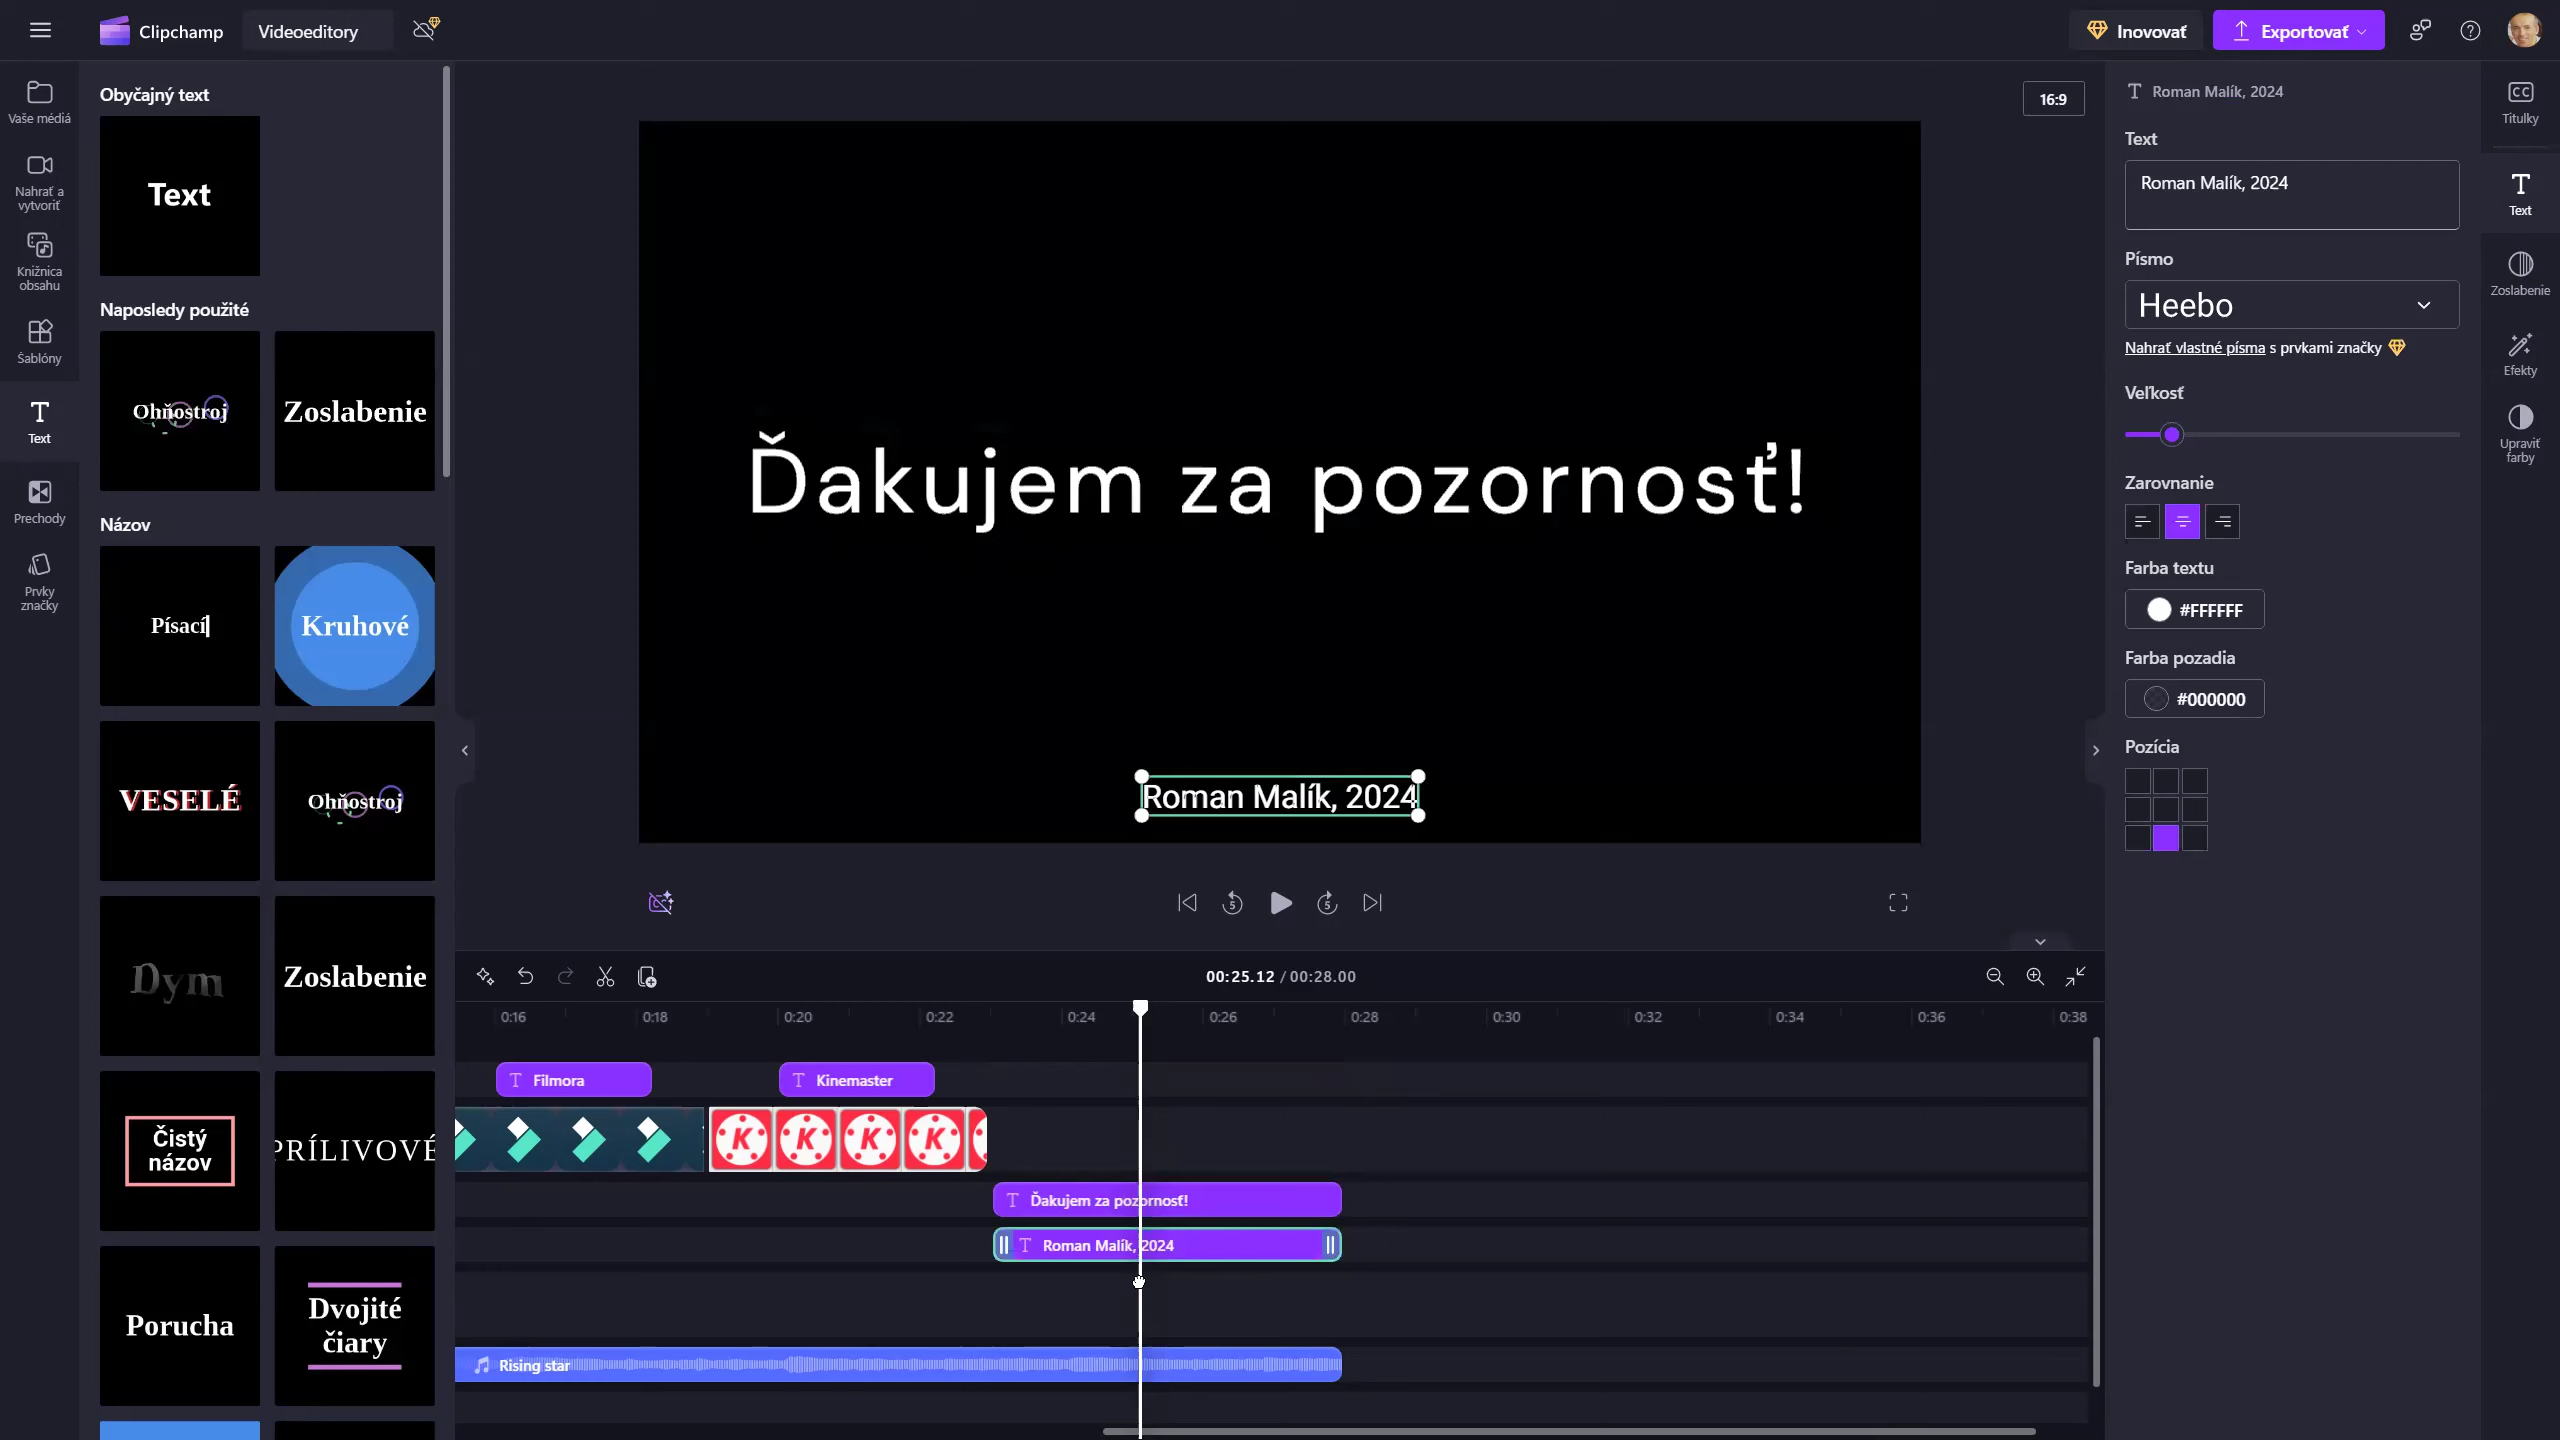 Clipchamp
Videoeditory
Inovovať
Exportovať
Vaše médiá
Nahrať a
vytvoriť
Knižnica
obsahu
Šablóny
Text
Prechody
Prvky
značky
Obyčajný text
Text
Naposledy použité
Ohňostroj
Zoslabenie
Názov
Písací
Kruhové
VESELÉ
Ohňostroj
Dym
Zoslabenie
Čistý
názov
PRÍLIVOVÉ
Porucha
Dvojité
čiary
16:9
Ďakujem za pozornosť!
Roman Malík, 2024
5
5
00:25.12 / 00:28.00
0:16
0:18
0:20
0:22
0:24
0:26
0:28
0:30
0:32
0:34
0:36
0:38
Filmora
Kinemaster
K K K K
Ďakujem za pozornosť!
Roman Malík, 2024
Rising star
Roman Malík, 2024
Text
Roman Malík, 2024
Písmo
Heebo
Nahrať vlastné písma s prvkami značky
Veľkosť
Zarovnanie
Farba textu
#FFFFFF
Farba pozadia
#000000
Pozícia
CC
Titulky
Text
Zoslabenie
Efekty
Upraviť
farby